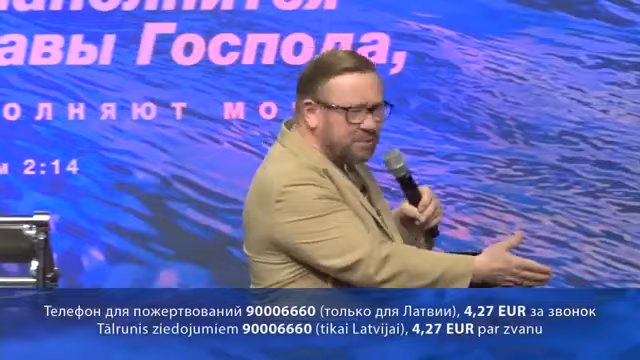 наполнится
авы Господа,
олняют мо
м 2:14
Телефон для пожертвований 90006660 (только для Латвии), 4,27 EUR за звонок
Tālrunis ziedojumiem 90006660 (tikai Latvijai), 4,27 EUR par zvanu